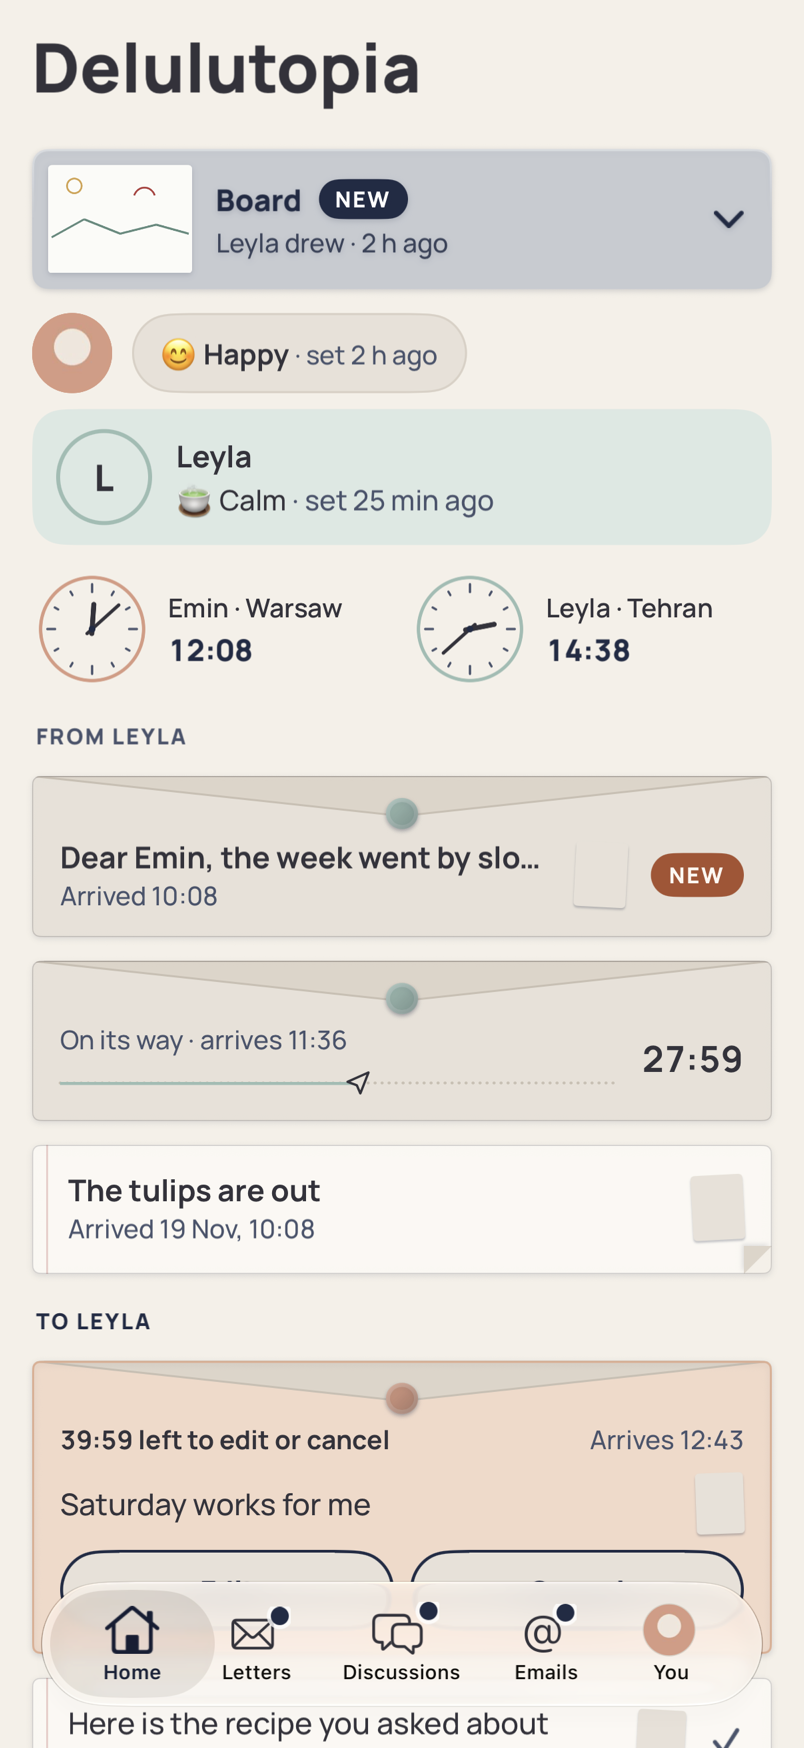 Delulutopia
Board NEW
Leyla drew · 2 h ago
😊 Happy · set 2 h ago
L
Leyla
🍵 Calm · set 25 min ago
Emin · Warsaw
12:08
Leyla · Tehran
14:38
FROM LEYLA
Dear Emin, the week went by slo...
Arrived 10:08
NEW
On its way · arrives 11:36
27:59
The tulips are out
Arrived 19 Nov, 10:08
TO LEYLA
39:59 left to edit or cancel
Arrives 12:43
Saturday works for me
Home
Letters
Discussions
Emails
You
Here is the recipe you asked about